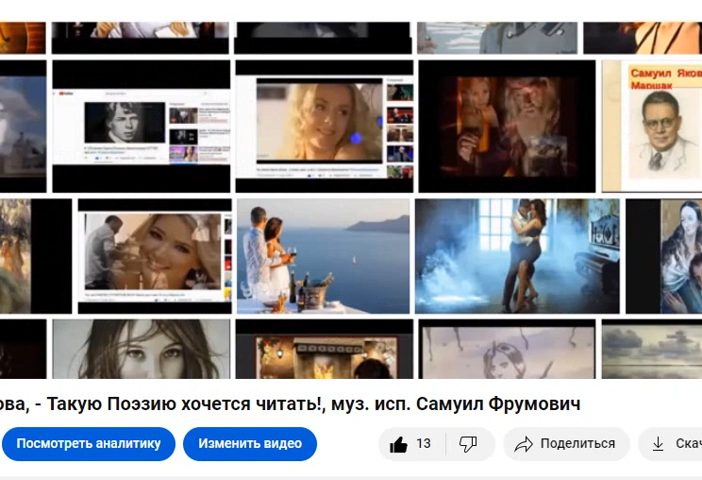 Самуил Яков
Маршак
ова, - Такую Поэзию хочется читать!, муз. исп. Самуил Фрумович
Посмотреть аналитику
Изменить видео
13
Поделиться
Скач